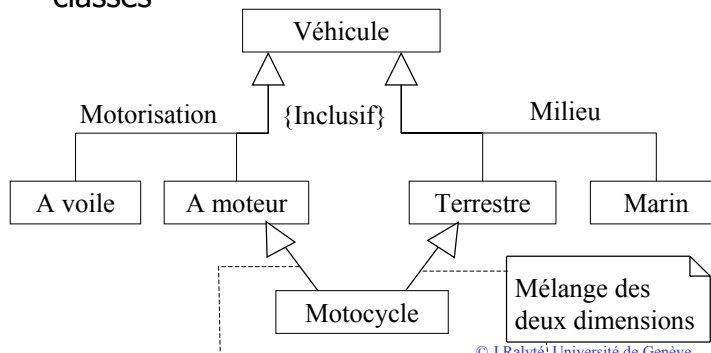 classes
Véhicule
Motorisation
{Inclusif}
Milieu
A voile
A moteur
Terrestre
Marin
Motocycle
Mélange des
deux dimensions
© J.Ralyté, Université de Genève